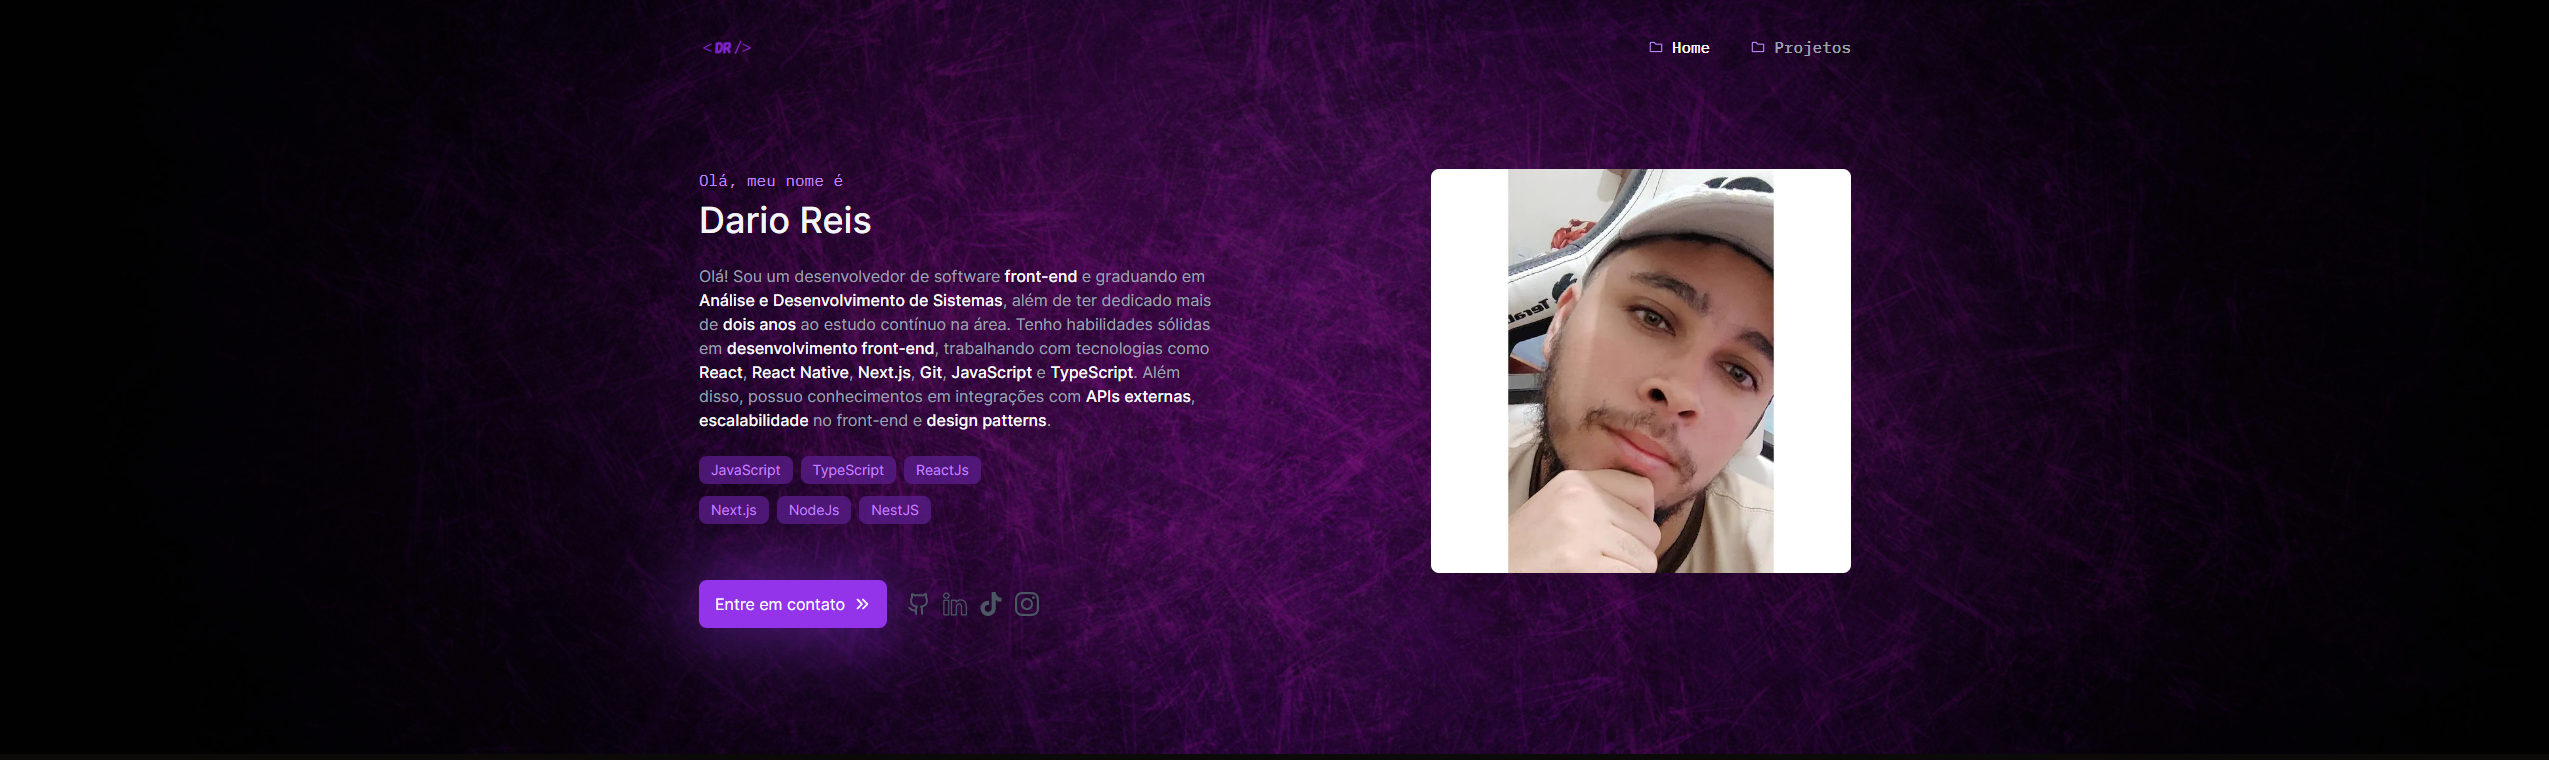 <DR/>
Home
Projetos
Olá, meu nome é
Dario Reis
Olá! Sou um desenvolvedor de software front-end e graduando em
Análise e Desenvolvimento de Sistemas, além de ter dedicado mais
de dois anos ao estudo contínuo na área. Tenho habilidades sólidas
em desenvolvimento front-end, trabalhando com tecnologias como
React, React Native, Next.js, Git, JavaScript e TypeScript. Além
disso, possuo conhecimentos em integrações com APIs externas,
escalabilidade no front-end e design patterns.
JavaScript TypeScript ReactJs
Next.js NodeJs NestJS
Entre em contato
in